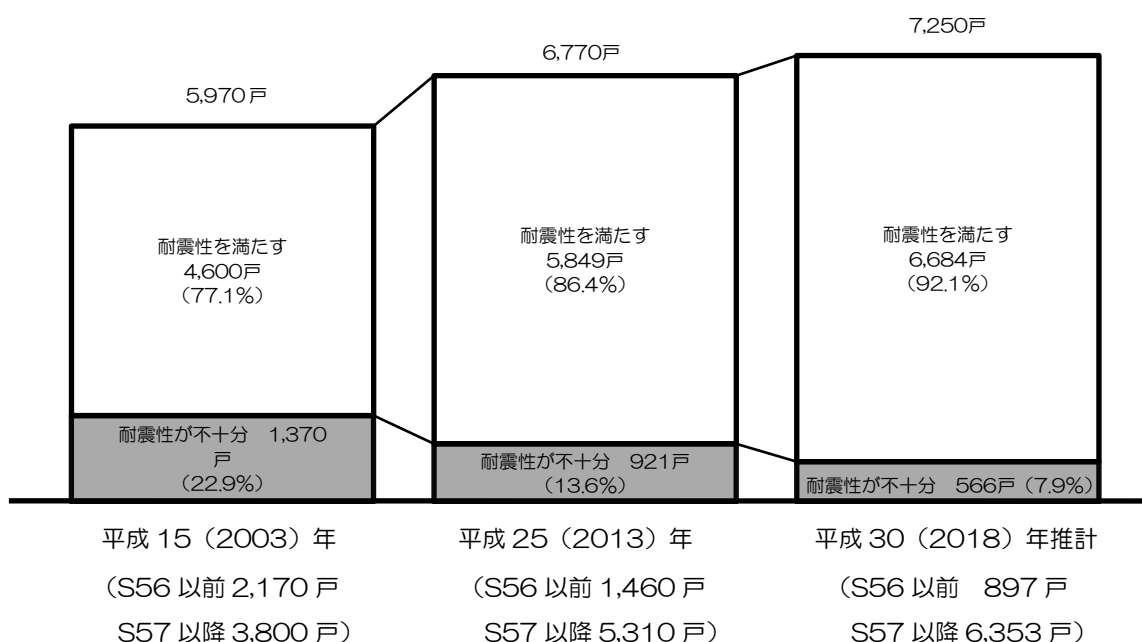 5,970戸
耐震性を満たす
4,600戸
(77.1%)
耐震性が不十分　1,370
戸
(22.9%)
平成 15（2003）年
（S56 以前 2,170 戸
S57 以降 3,800 戸）
6,770戸
耐震性を満たす
5,849戸
(86.4%)
耐震性が不十分　921戸
(13.6%)
平成 25（2013）年
（S56 以前 1,460 戸
S57 以降 5,310 戸）
7,250戸
耐震性を満たす
6,684戸
(92.1%)
耐震性が不十分　566戸（7.9%）
平成 30（2018）年推計
（S56 以前　897 戸
S57 以降 6,353 戸）